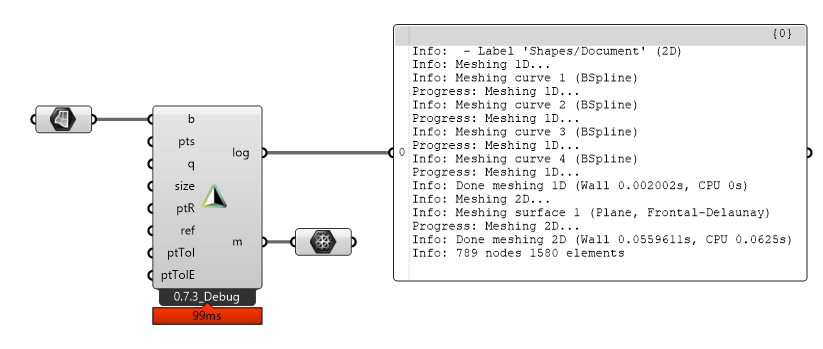 {0}
Info:  - Label 'Shapes/Document' (2D)
Info: Meshing 1D...
Info: Meshing curve 1 (BSpline)
Progress: Meshing 1D...
Info: Meshing curve 2 (BSpline)
Progress: Meshing 1D...
Info: Meshing curve 3 (BSpline)
Progress: Meshing 1D...
Info: Meshing curve 4 (BSpline)
Progress: Meshing 1D...
Info: Done meshing 1D (Wall 0.002002s, CPU 0s)
Info: Meshing 2D...
Info: Meshing surface 1 (Plane, Frontal-Delaunay)
Progress: Meshing 2D...
Info: Done meshing 2D (Wall 0.0559611s, CPU 0.0625s)
Info: 789 nodes 1580 elements
0
b
pts
q
size
ptR
ref
ptTol
ptTolE
log
m
0.7.3_Debug
99ms